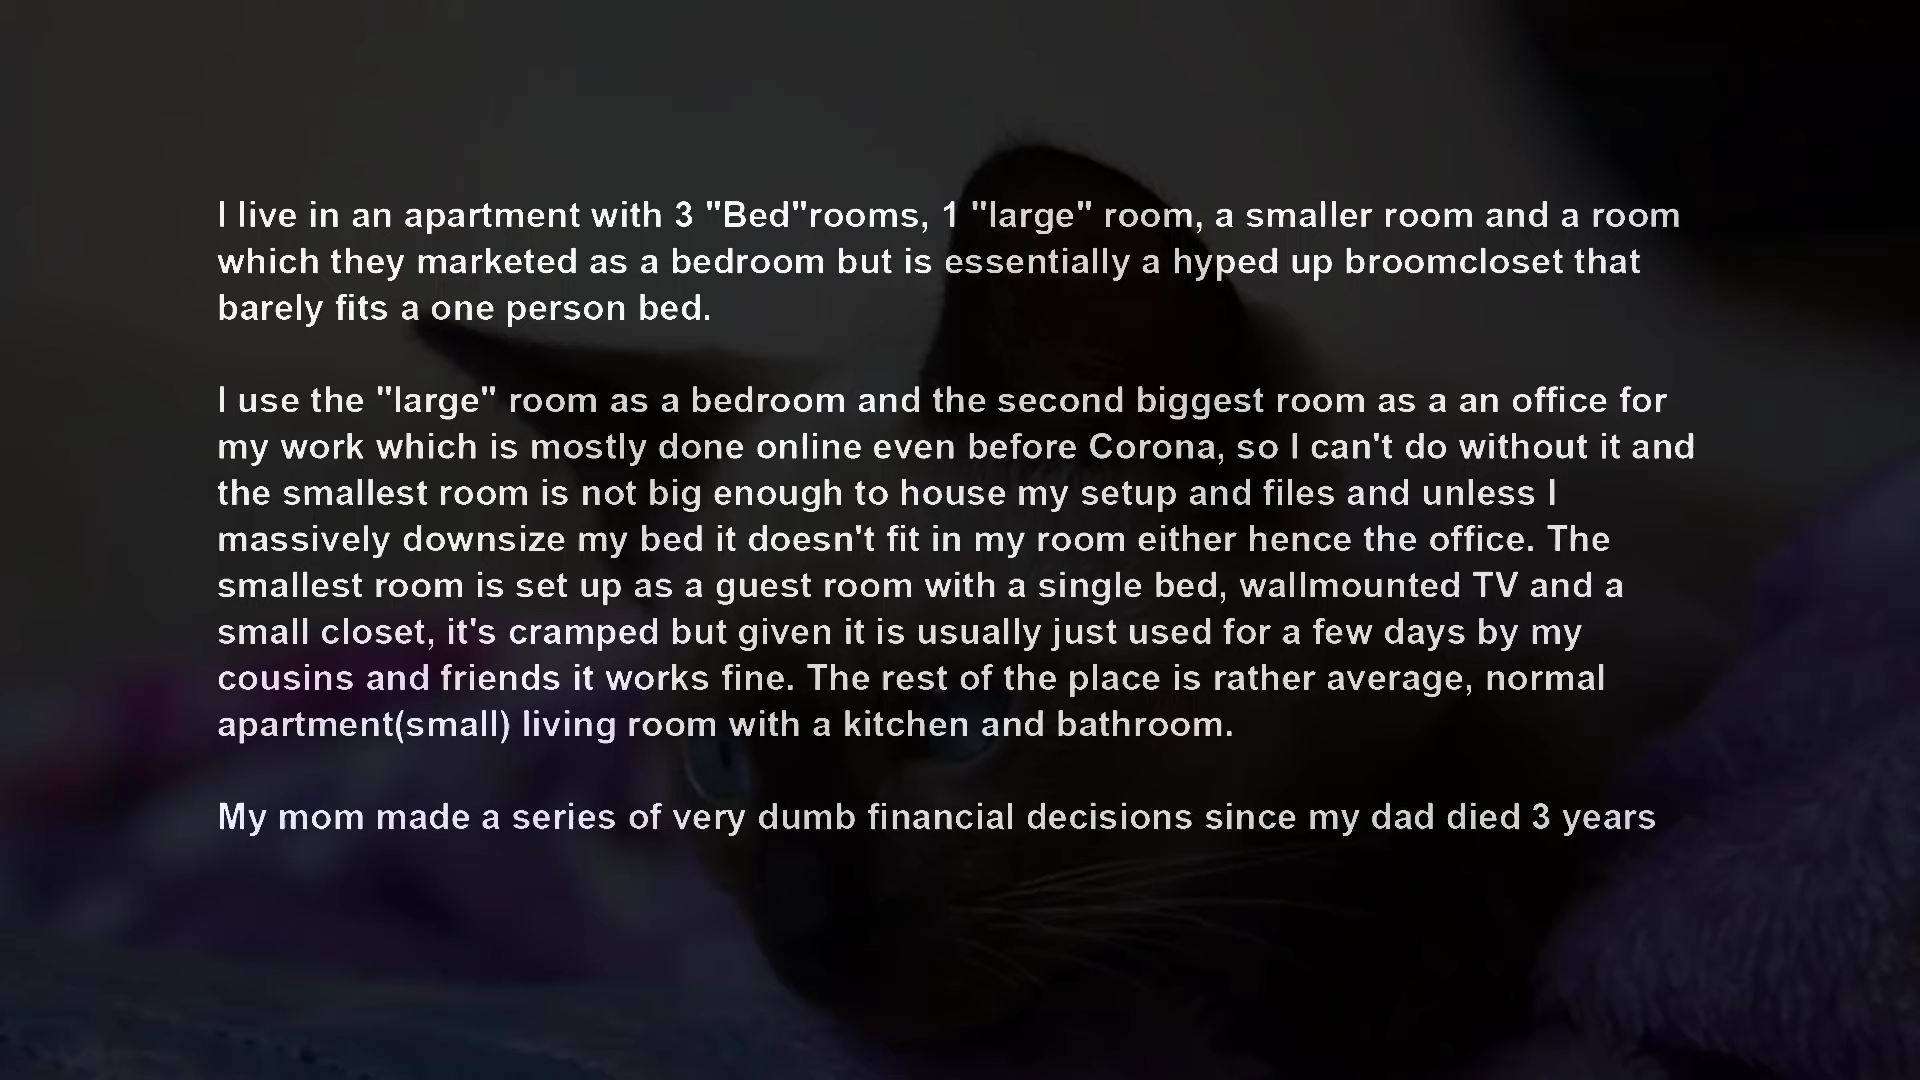 I live in an apartment with 3 "Bed"rooms, 1 "large" room, a smaller room and a room
which they marketed as a bedroom but is essentially a hyped up broomcloset that
barely fits a one person bed.
I use the "large" room as a bedroom and the second biggest room as a an office for
my work which is mostly done online even before Corona, so I can't do without it and
the smallest room is not big enough to house my setup and files and unless I
massively downsize my bed it doesn't fit in my room either hence the office. The
smallest room is set up as a guest room with a single bed, wallmounted TV and a
small closet, it's cramped but given it is usually just used for a few days by my
cousins and friends it works fine. The rest of the place is rather average, normal
apartment(small) living room with a kitchen and bathroom.
My mom made a series of very dumb financial decisions since my dad died 3 years